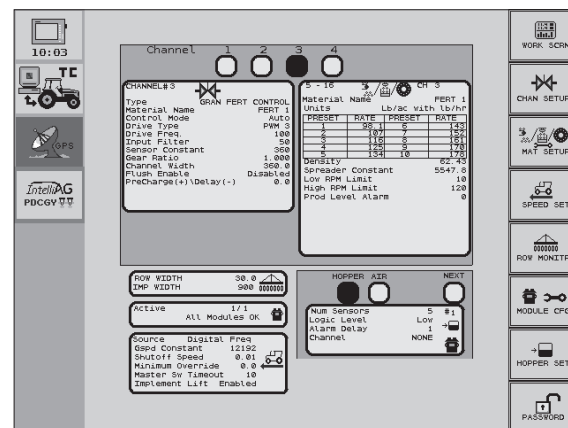 10:03
TC
GPS
IntelliAG
PDCGY
Channel 1 2 3 4
CHANNEL# 3
Type GRAN FERT CONTROL
Material Name FERT 1
Control Mode Auto
Drive Type PWM 3
Drive Freq. 100
Input Filter 50
Sensor Constant 360
Gear Ratio 1.000
Channel Width 360.0
Flush Enable Disabled
PreCharge(+)\Delay(-) 0.0
5 - 16 CH 3
Material Name FERT 1
Units Lb/ac with lb/hr
PRESET RATE PRESET RATE
1 98.1 6 143
2 107 7 152
3 116 8 161
4 125 9 170
5 134 10 178
Density 62.43
Spreader Constant 5547.8
Low RPM Limit 10
High RPM Limit 120
Prod Level Alarm 0
ROW WIDTH 30.0
IMP WIDTH 900
Active 1/1
All Modules OK
Source Digital Freq
Gspd Constant 12192
Shutoff Speed 0.01
Minimum Override 0.0
Master Sw Timeout 10
Implement Lift Enabled
HOPPER AIR NEXT
Num Sensors 5 #1
Logic Level Low
Alarm Delay 1
Channel NONE
WORK SCRN
CHAN SETUP
MAT SETUP
SPEED SET
ROW MONITR
MODULE CFG
HOPPER SET
PASSWORD